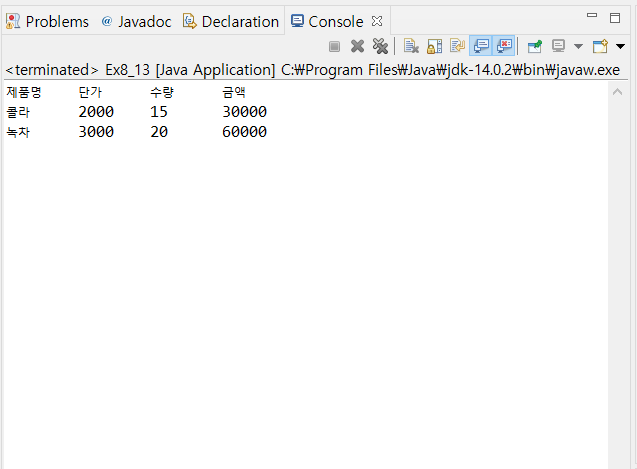 Problems @ Javadoc Declaration Console
<terminated> Ex8_13 [Java Application] C:₩Program Files₩Java₩jdk-14.0.2₩bin₩javaw.exe
제품명 단가 수량 금액
콜라 2000 15 30000
녹차 3000 20 60000